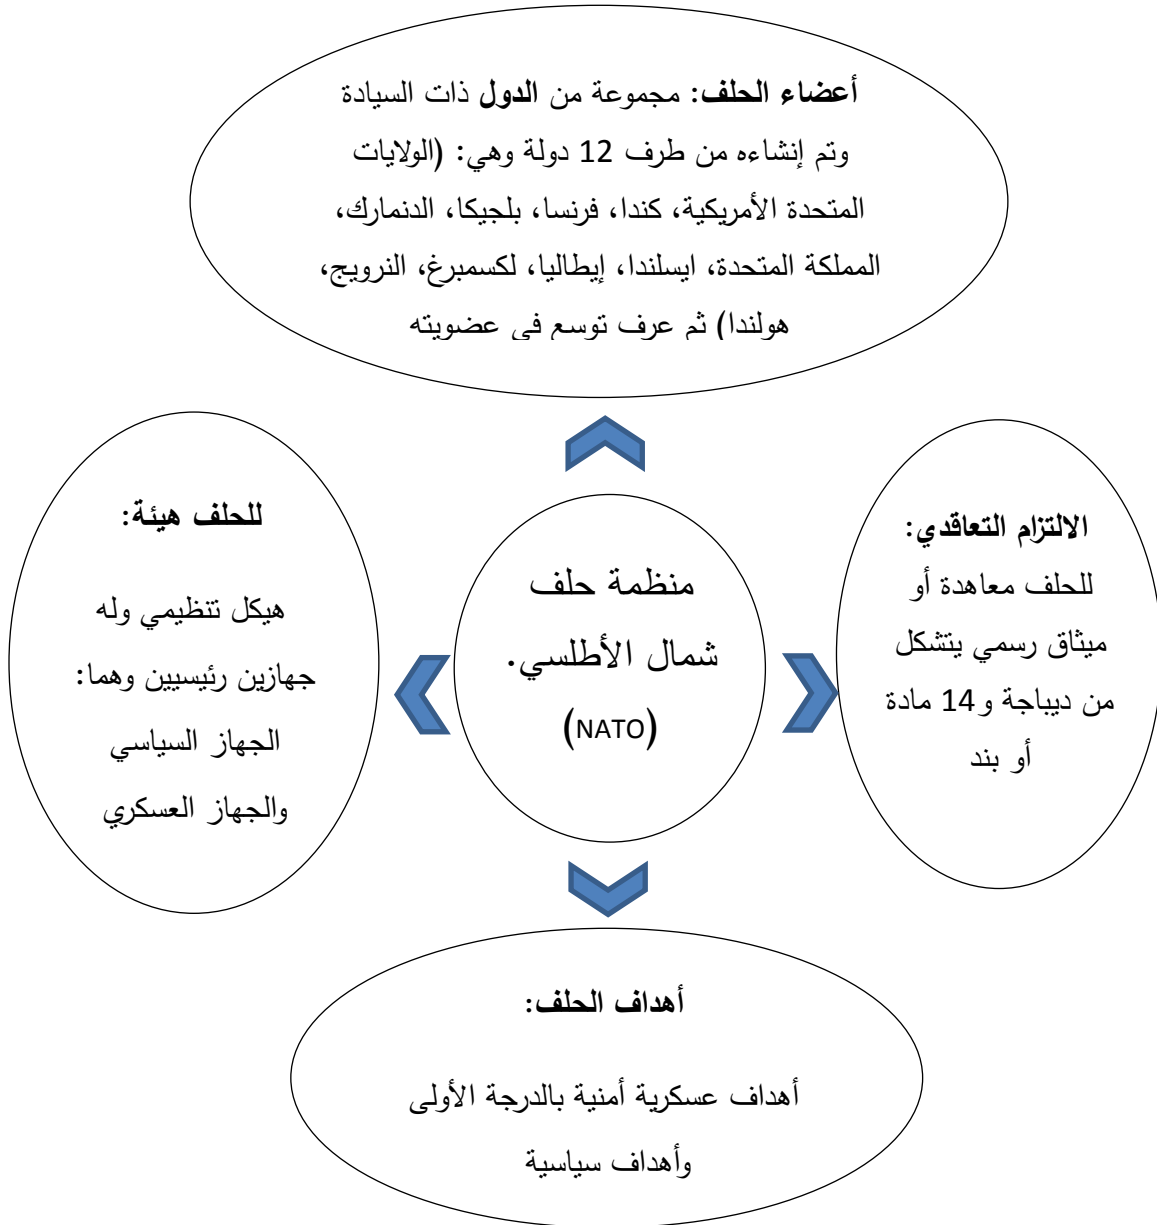 أعضاء الحلف: مجموعة من الدول ذات السيادة
وتم إنشاءه من طرف 12 دولة وهي: (الولايات
المتحدة الأمريكية، كندا، فرنسا، بلجيكا، الدنمارك،
المملكة المتحدة، ايسلندا، إيطاليا، لكسمبرغ، النرويج،
هولندا) ثم عرف توسع في عضويته
الالتزام التعاقدي:
للحلف معاهدة أو
ميثاق رسمي يتشكل
من ديباجة و14 مادة
أو بند
منظمة حلف
شمال الأطلسي.
(NATO)
للحلف هيئة:
هيكل تنظيمي وله
جهازين رئيسيين وهما:
الجهاز السياسي
والجهاز العسكري
أهداف الحلف:
أهداف عسكرية أمنية بالدرجة الأولى
وأهداف سياسية